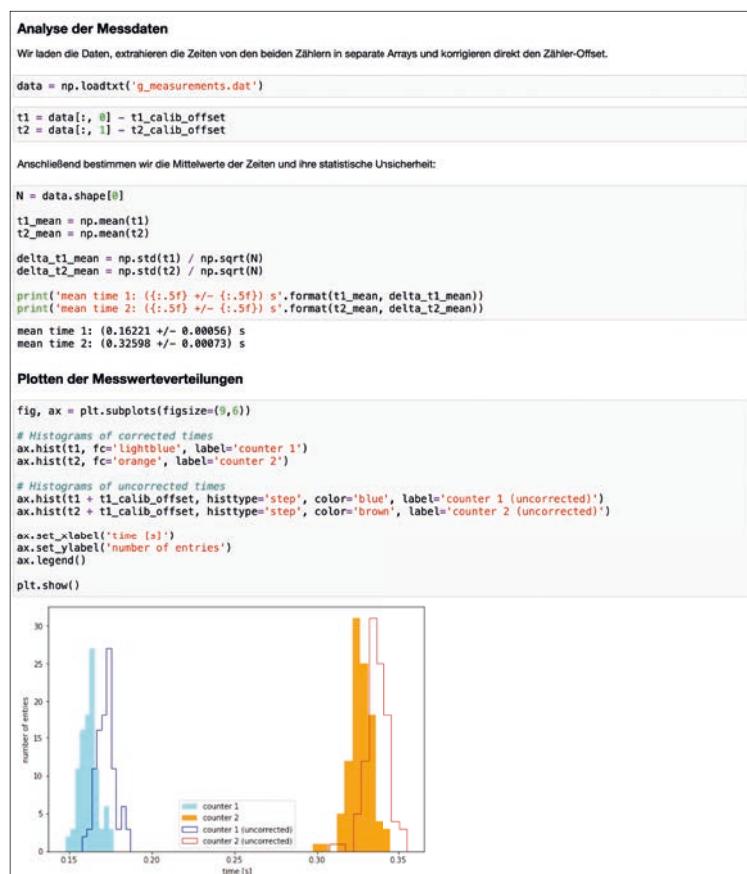 Analyse der Messdaten
Wir laden die Daten, extrahieren die Zeiten von den beiden Zählern in separate Arrays und korrigieren direkt den Zähler-Offset.
data = np.loadtxt('g_measurements.dat')
t1 = data[:, 0] - t1_calib_offset
t2 = data[:, 1] - t2_calib_offset
Anschließend bestimmen wir die Mittelwerte der Zeiten und ihre statistische Unsicherheit:
N = data.shape[0]
t1_mean = np.mean(t1)
t2_mean = np.mean(t2)
delta_t1_mean = np.std(t1) / np.sqrt(N)
delta_t2_mean = np.std(t2) / np.sqrt(N)
print('mean time 1: ({:.5f} +/- {:.5f}) s'.format(t1_mean, delta_t1_mean))
print('mean time 2: ({:.5f} +/- {:.5f}) s'.format(t2_mean, delta_t2_mean))
mean time 1: (0.16221 +/- 0.00056) s
mean time 2: (0.32598 +/- 0.00073) s
Plotten der Messwerteverteilungen
fig, ax = plt.subplots(figsize=(9,6))
# Histograms of corrected times
ax.hist(t1, fc='lightblue', label='counter 1')
ax.hist(t2, fc='orange', label='counter 2')
# Histograms of uncorrected times
ax.hist(t1 + t1_calib_offset, histtype='step', color='blue', label='counter 1 (uncorrected)')
ax.hist(t2 + t1_calib_offset, histtype='step', color='brown', label='counter 2 (uncorrected)')
ax.set_xlabel('time [s]')
ax.set_ylabel('number of entries')
ax.legend()
plt.show()
30
25
20
15
10
5
0
number of entries
counter 1
counter 2
counter 1 (uncorrected)
counter 2 (uncorrected)
0.15 0.20 0.25 0.30 0.35
time [s]